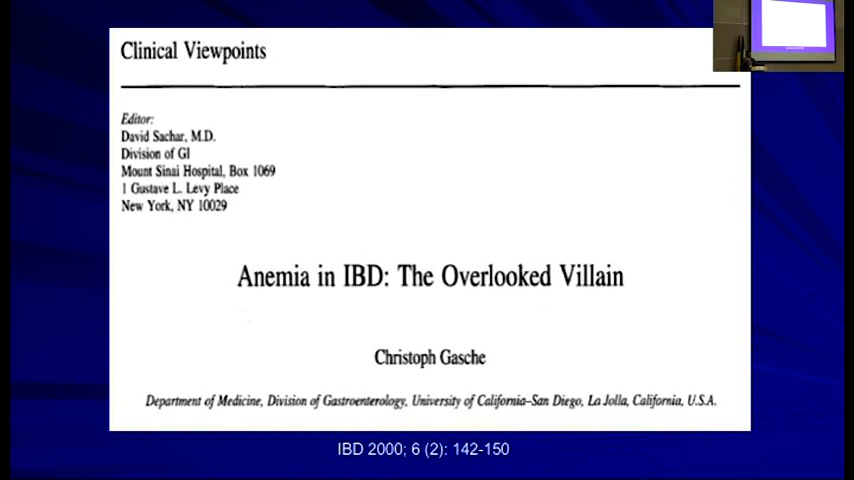 Clinical Viewpoints
Editor:
David Sachar, M.D.
Division of GI
Mount Sinai Hospital, Box 1069
1 Gustave L. Levy Place
New York, NY 10029
Anemia in IBD: The Overlooked Villain
Christoph Gasche
Department of Medicine, Division of Gastroenterology, University of California–San Diego, La Jolla, California, U.S.A.
IBD 2000; 6 (2): 142-150